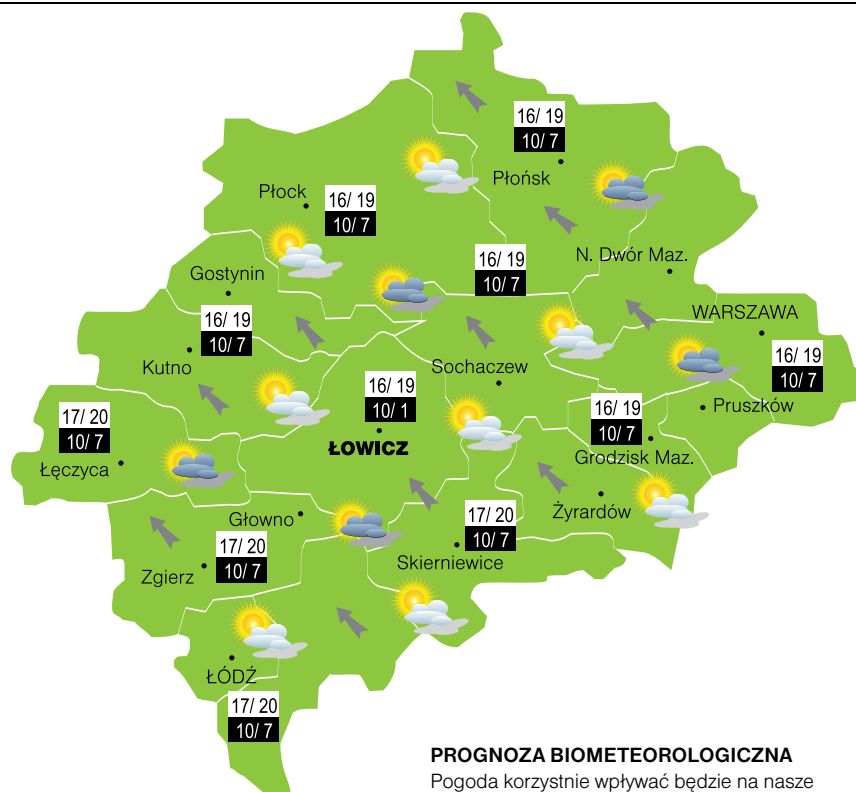 16/ 19
10/ 7
Płońsk
Płock
16/ 19
10/ 7
N. Dwór Maz.
Gostynin
16/ 19
10/ 7
WARSZAWA
16/ 19
10/ 7
Kutno
16/ 19
10/ 7
Sochaczew
16/ 19
10/ 1
ŁOWICZ
Pruszków
16/ 19
10/ 7
Grodzisk Maz.
17/ 20
10/ 7
Łęczyca
Żyrardów
Głowno
17/ 20
10/ 7
Skierniewice
17/ 20
10/ 7
Zgierz
ŁÓDŹ
17/ 20
10/ 7
PROGNOZA BIOMETEOROLOGICZNA
Pogoda korzystnie wpływać będzie na nasze